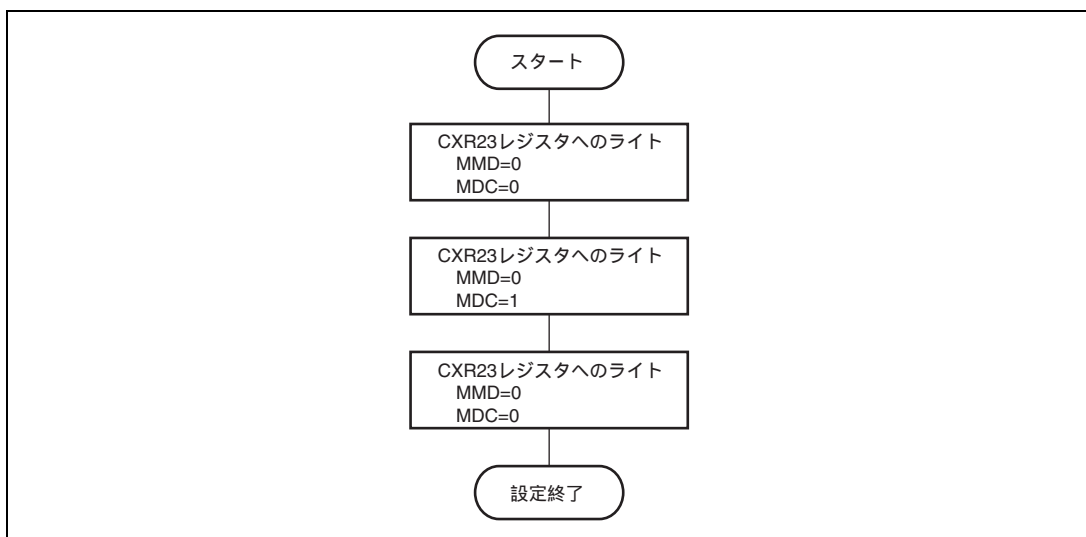 スタート
CXR23レジスタへのライト
MMD=0
MDC=0
CXR23レジスタへのライト
MMD=0
MDC=1
CXR23レジスタへのライト
MMD=0
MDC=0
設定終了